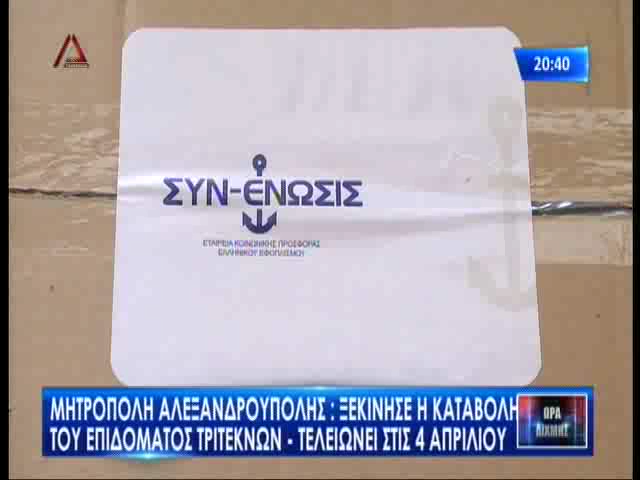 20:40
ΣΥΝ-ΕΝΩΣΙΣ
ΕΤΑΙΡΕΙΑ ΚΟΙΝΩΝΙΚΗΣ ΠΡΟΣΦΟΡΑΣ
ΕΛΛΗΝΙΚΟΥ ΕΦΟΠΛΙΣΜΟΥ
ΜΗΤΡΟΠΟΛΗ ΑΛΕΞΑΝΔΡΟΥΠΟΛΗΣ : ΞΕΚΙΝΗΣΕ Η ΚΑΤΑΒΟΛΗ
ΤΟΥ ΕΠΙΔΟΜΑΤΟΣ ΤΡΙΤΕΚΝΩΝ - ΤΕΛΕΙΩΝΕΙ ΣΤΙΣ 4 ΑΠΡΙΛΙΟΥ
ΩΡΑ
ΑΙΧΜΗΣ